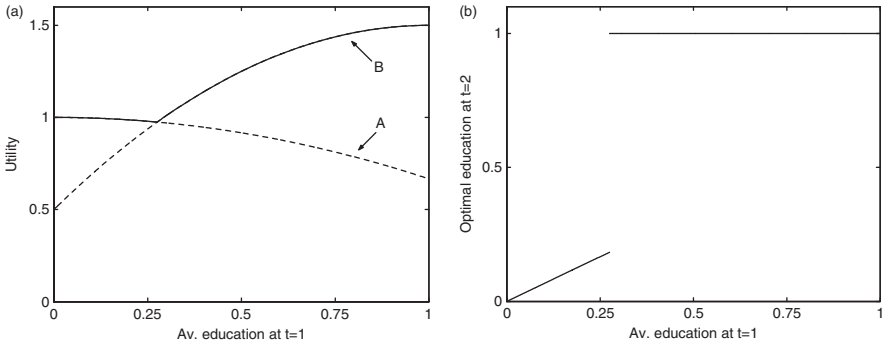 (a)
1.5
1
0.5
0
Utility
B
A
0 0.25 0.5 0.75 1
Av. education at t=1
(b)
1
0.5
0
Optimal education at t=2
0 0.25 0.5 0.75 1
Av. education at t=1